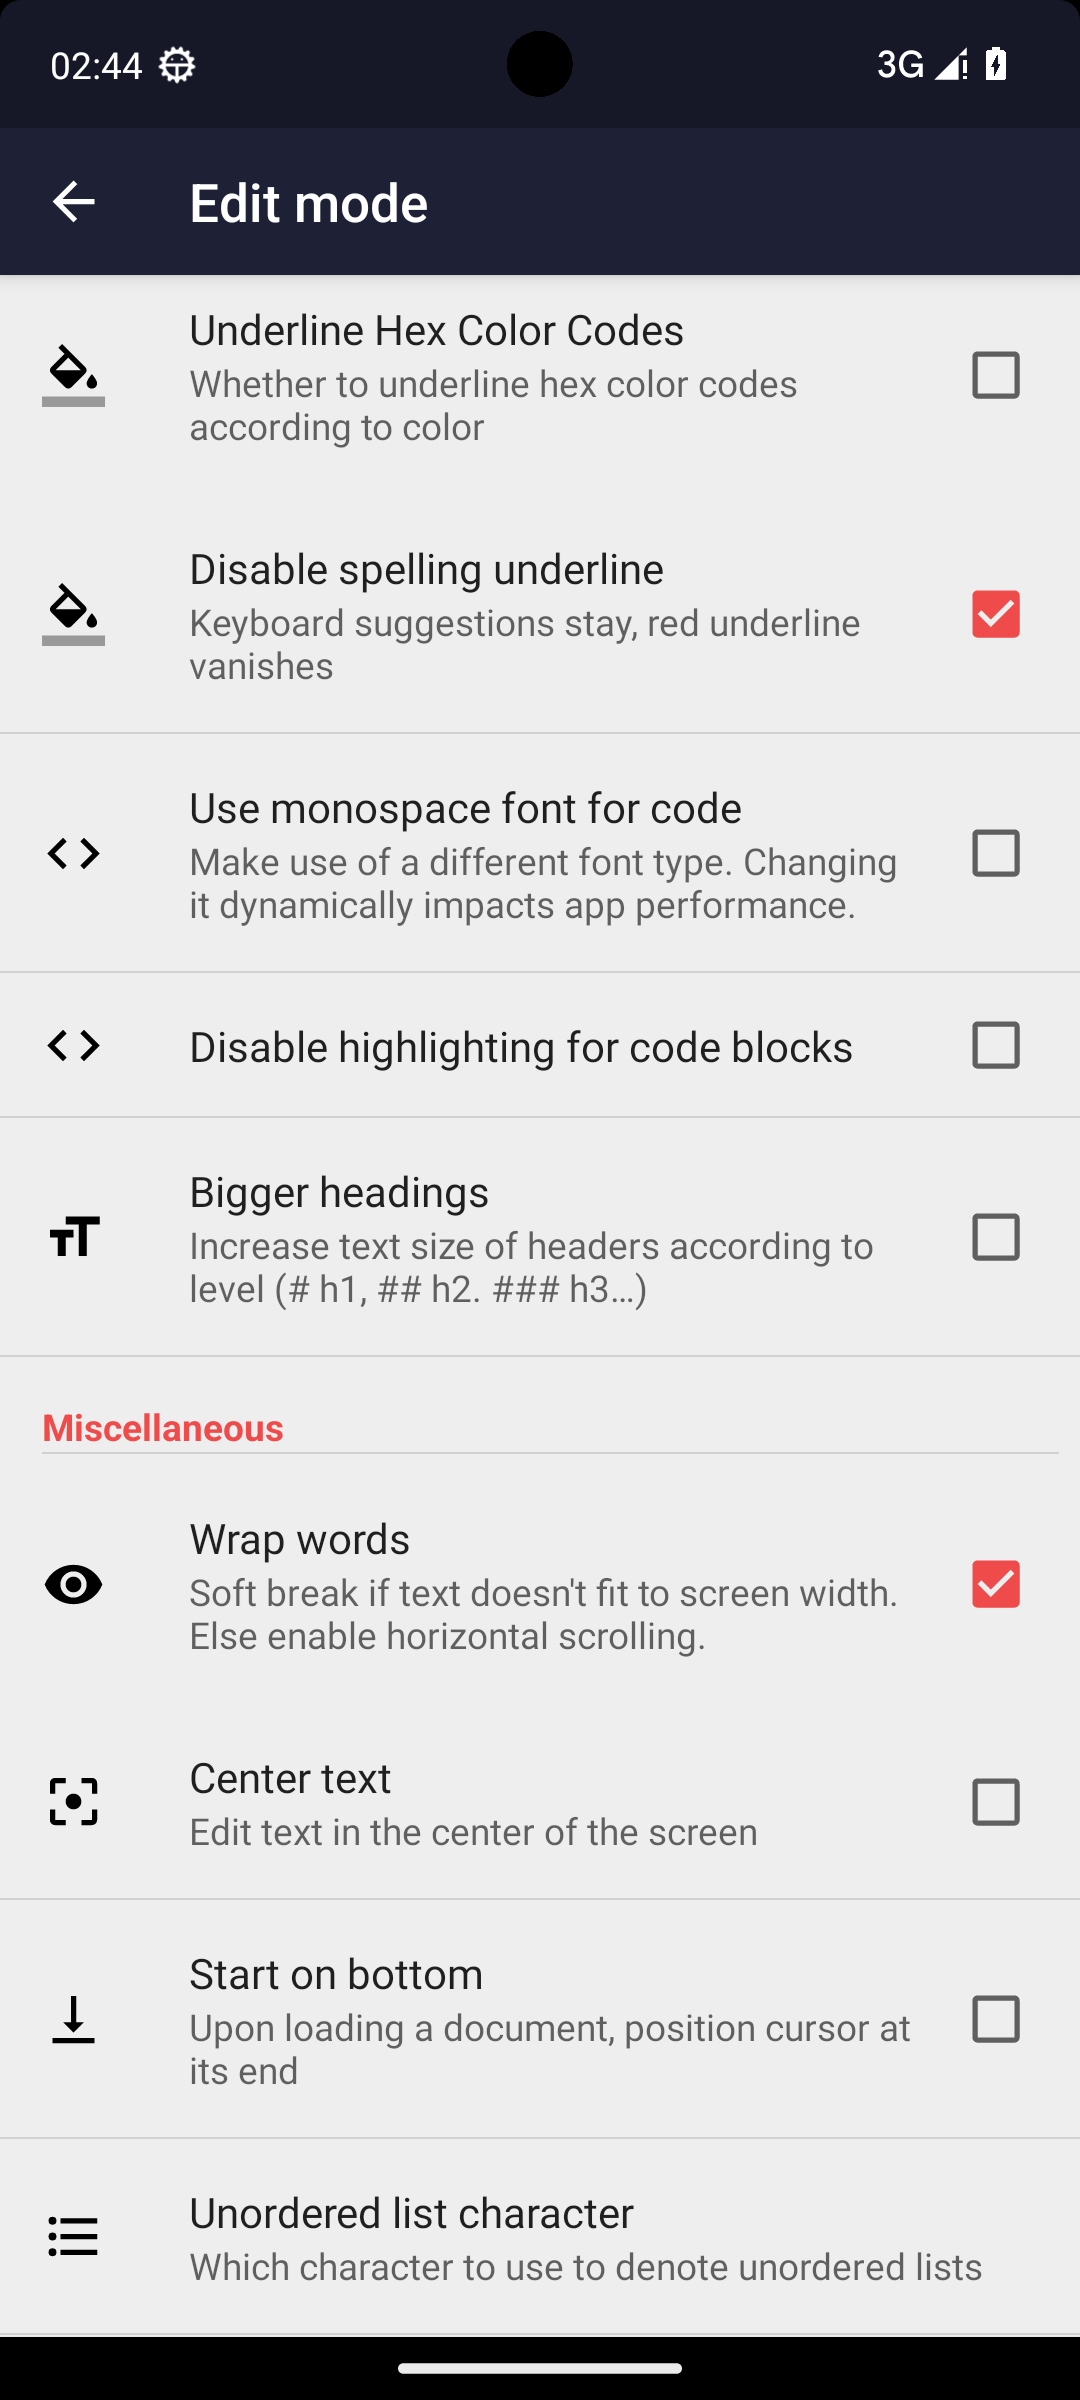 02:44
3G
Edit mode
Underline Hex Color Codes
Whether to underline hex color codes
according to color
Disable spelling underline
Keyboard suggestions stay, red underline
vanishes
Use monospace font for code
Make use of a different font type. Changing
it dynamically impacts app performance.
Disable highlighting for code blocks
Bigger headings
Increase text size of headers according to
level (# h1, ## h2. ### h3…)
Miscellaneous
Wrap words
Soft break if text doesn't fit to screen width.
Else enable horizontal scrolling.
Center text
Edit text in the center of the screen
Start on bottom
Upon loading a document, position cursor at
its end
Unordered list character
Which character to use to denote unordered lists